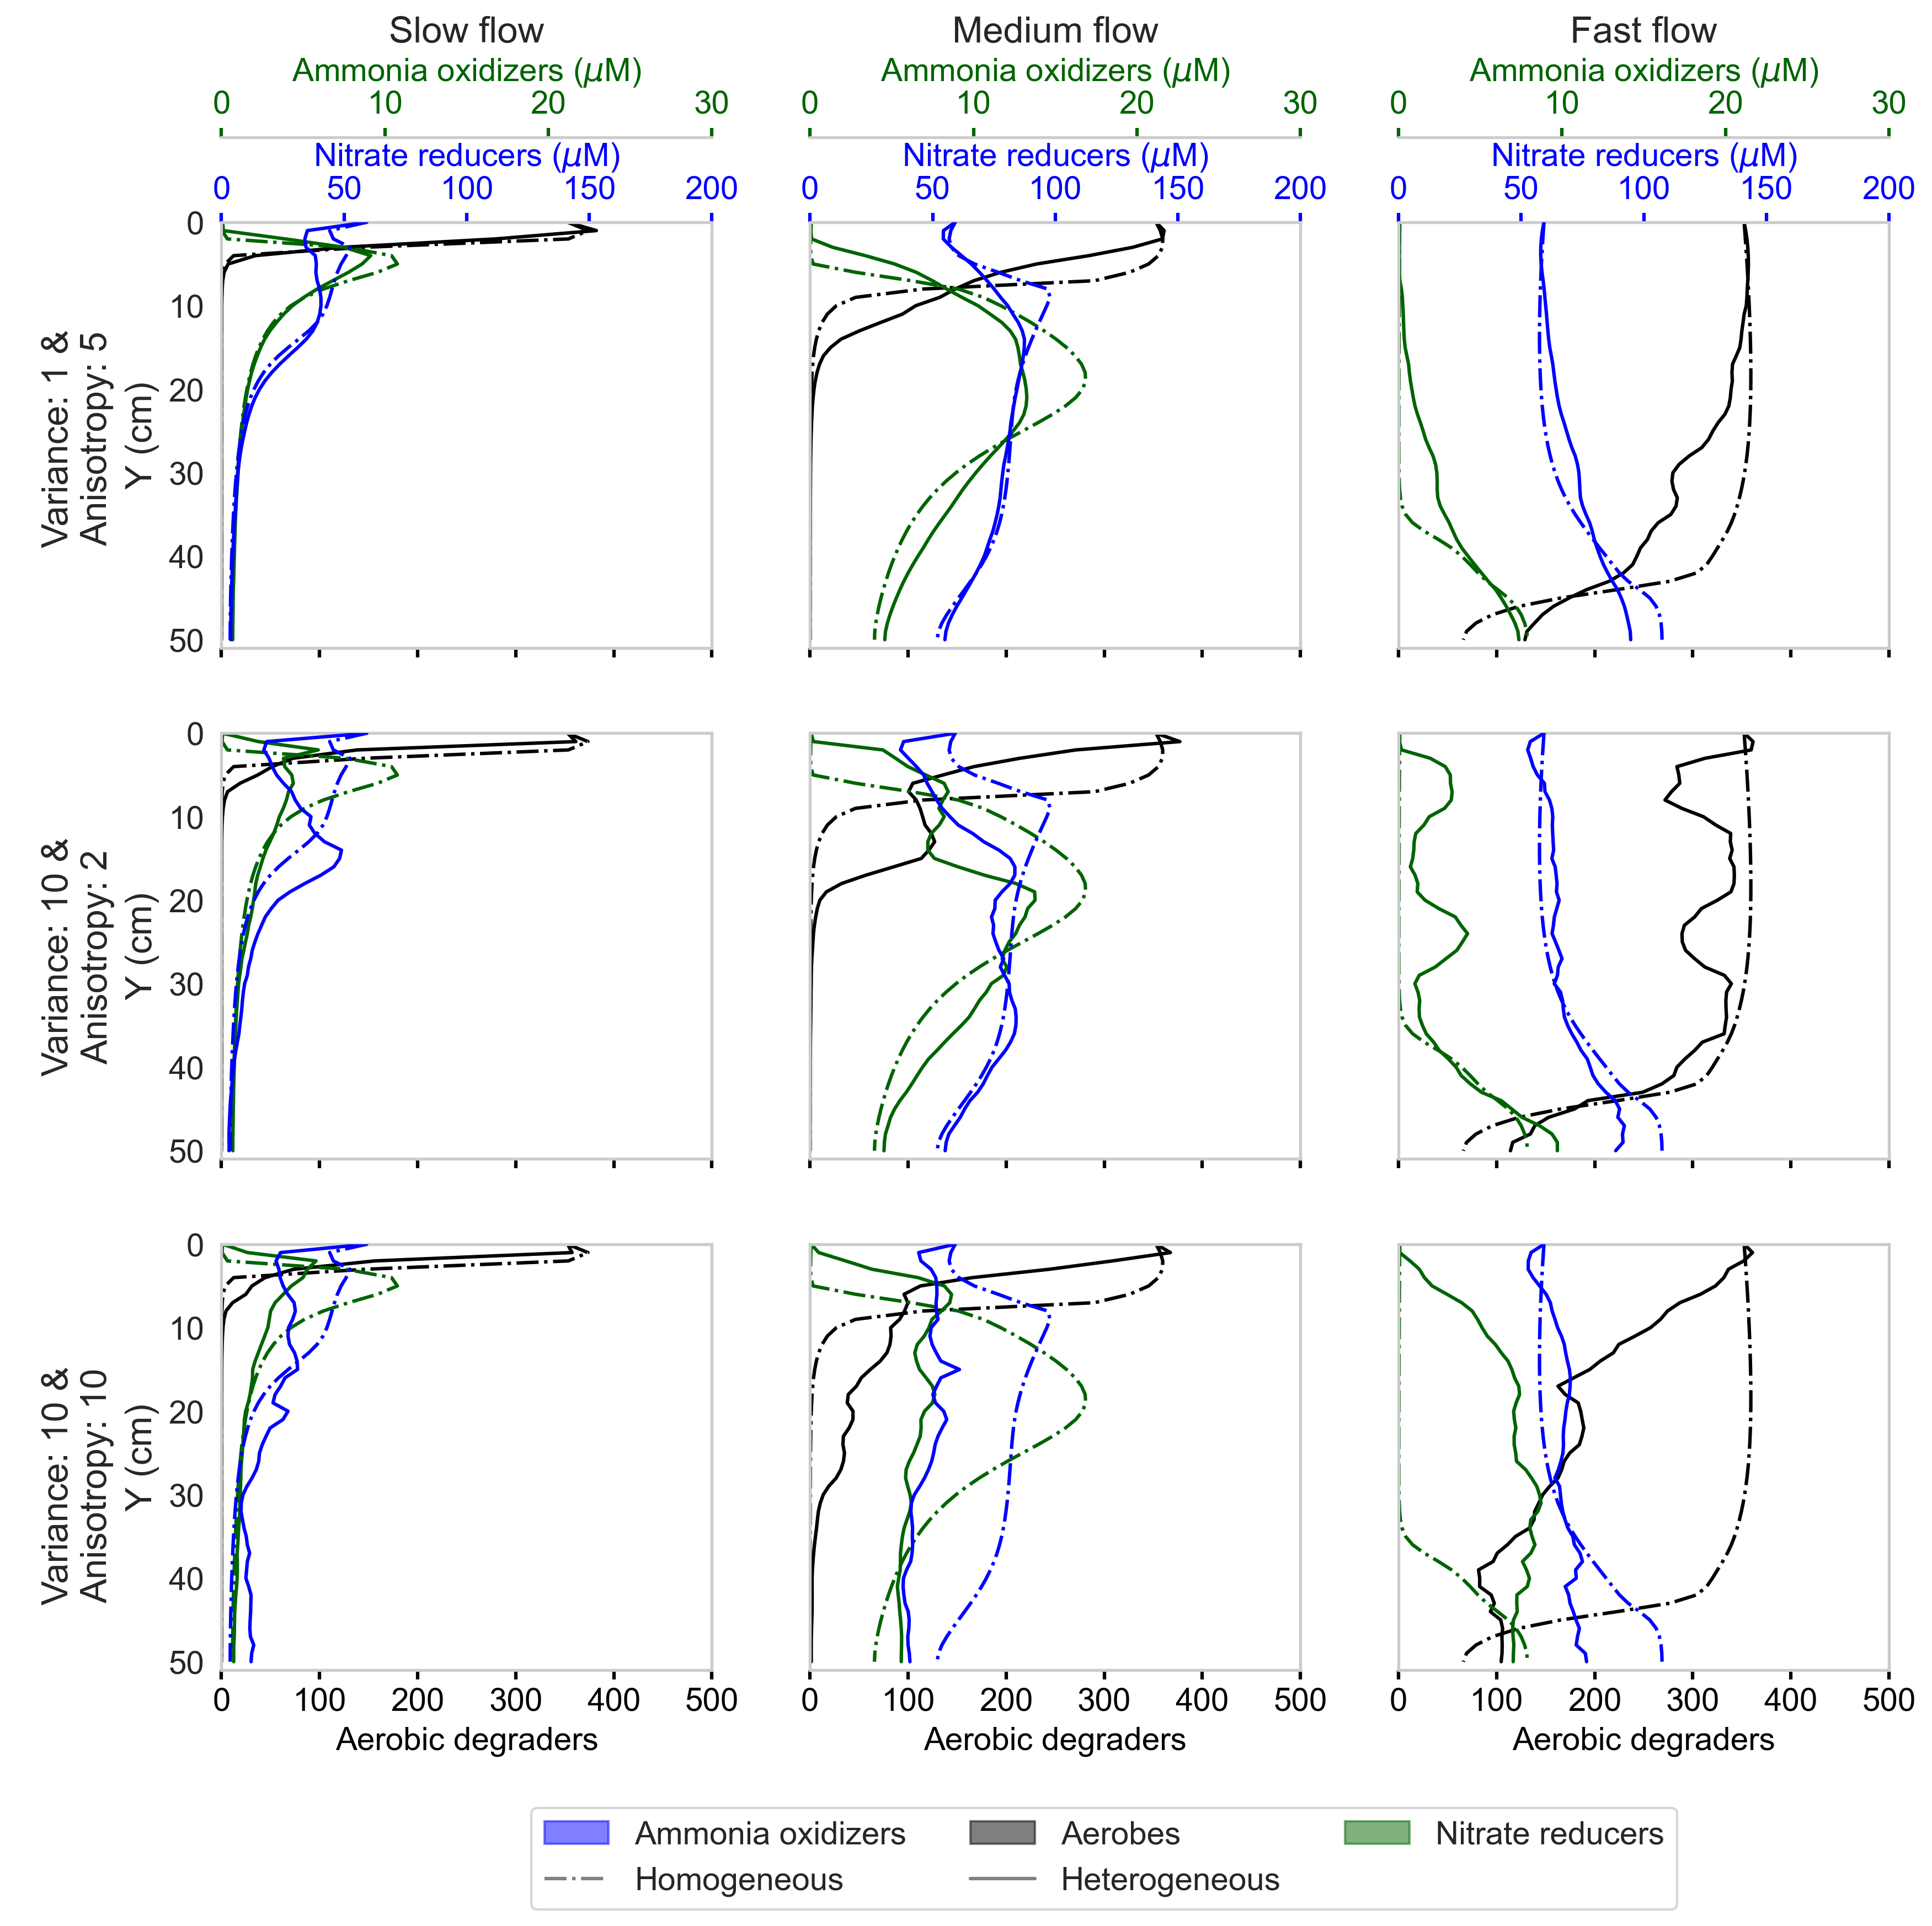 Slow flow Medium flow Fast flow
Ammonia oxidizers (μM) Ammonia oxidizers (μM) Ammonia oxidizers (μM)
0 10 20 30 0 10 20 30 0 10 20 30
Nitrate reducers (μM) Nitrate reducers (μM) Nitrate reducers (μM)
0 50 100 150 200 0 50 100 150 200 0 50 100 150 200
Variance: 1 &
Anisotropy: 5
Y (cm)
0
10
20
30
40
50
Variance: 10 &
Anisotropy: 2
Y (cm)
0
10
20
30
40
50
Variance: 10 &
Anisotropy: 10
Y (cm)
0
10
20
30
40
50
0 100 200 300 400 500 0 100 200 300 400 500 0 100 200 300 400 500
Aerobic degraders Aerobic degraders Aerobic degraders
Ammonia oxidizers Aerobes Nitrate reducers
Homogeneous Heterogeneous